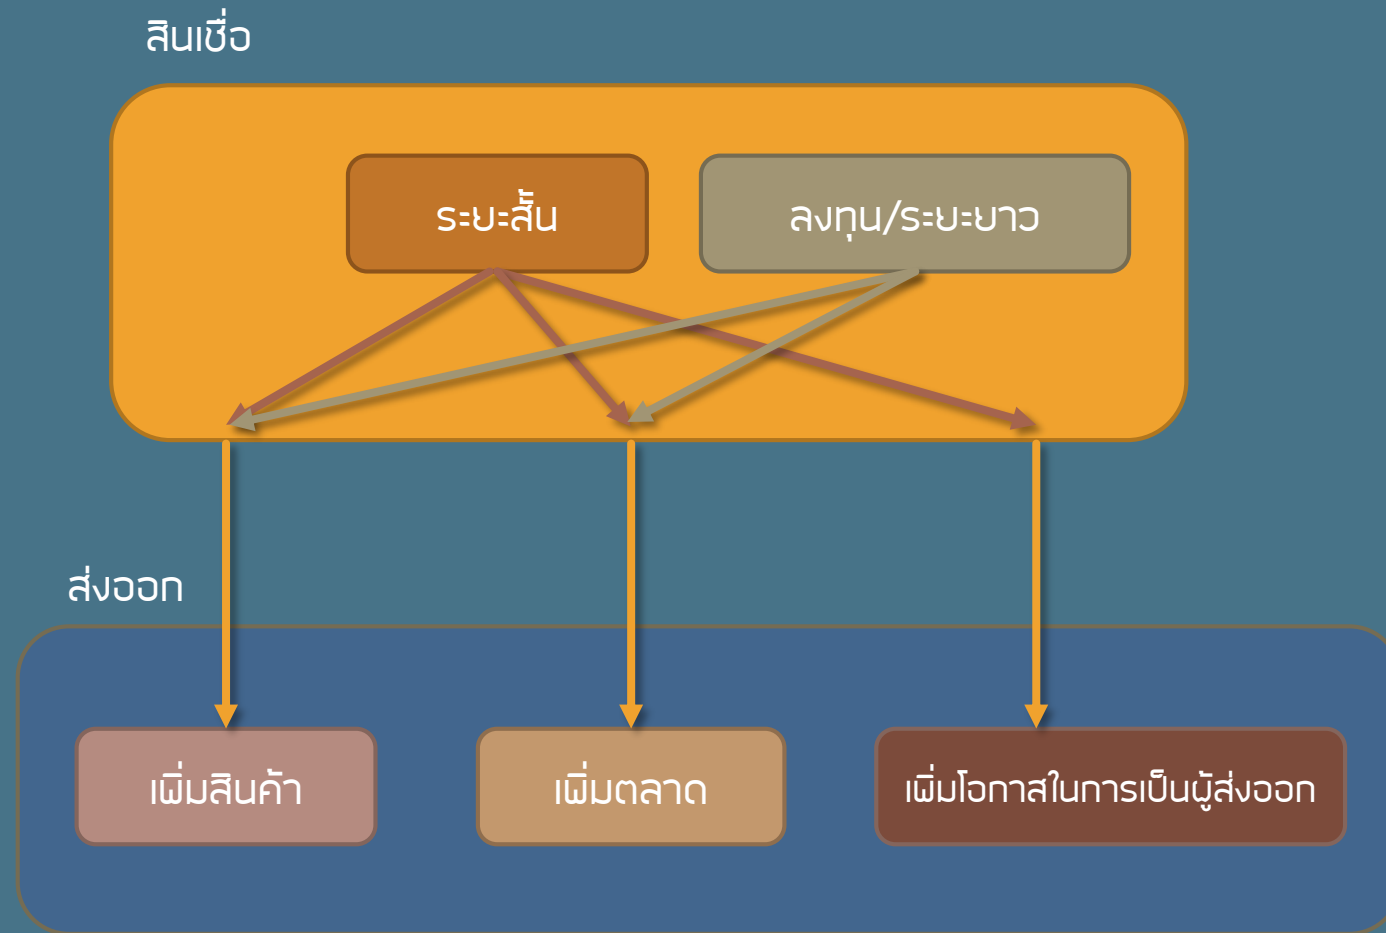 สินเชื่อ
ระยะสั้น
ลงทุน/ระยะยาว
ส่งออก
เพิ่มสินค้า
เพิ่มตลาด
เพิ่มโอกาสในการเป็นผู้ส่งออก